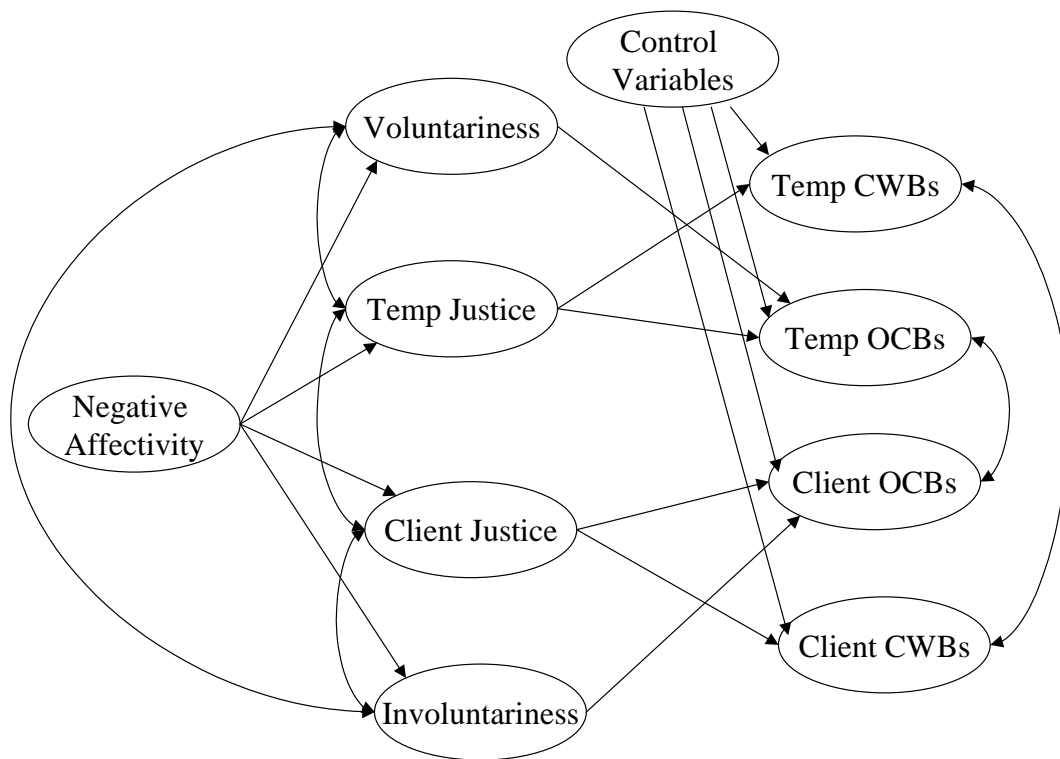 Control
Variables
Voluntariness
Temp CWBs
Temp Justice
Temp OCBs
Negative
Affectivity
Client OCBs
Client Justice
Client CWBs
Involuntariness